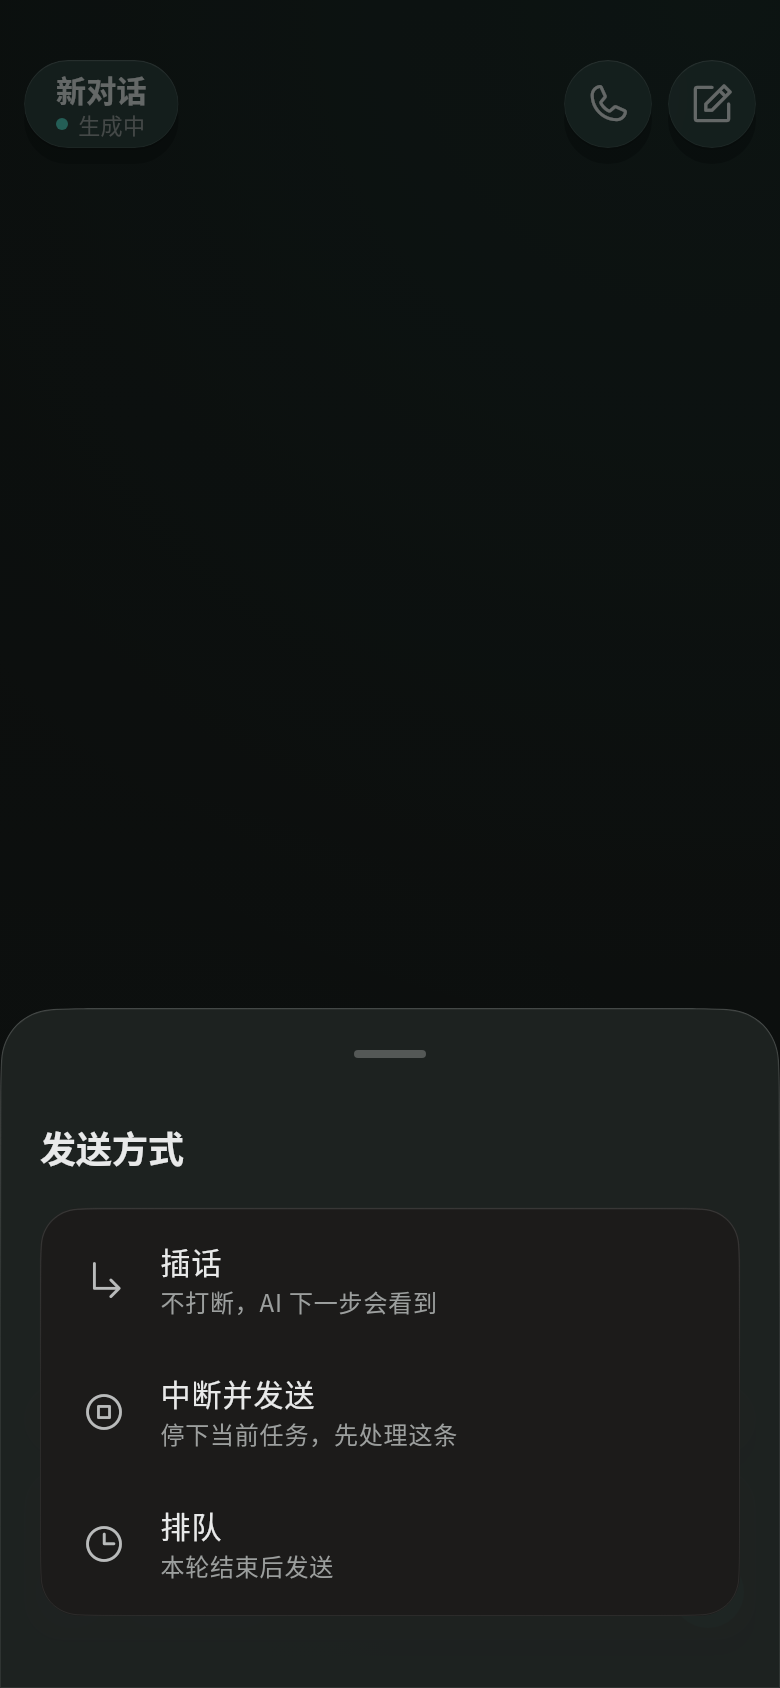 新对话
生成中
发送方式
插话
不打断，AI 下一步会看到
中断并发送
停下当前任务，先处理这条
排队
本轮结束后发送